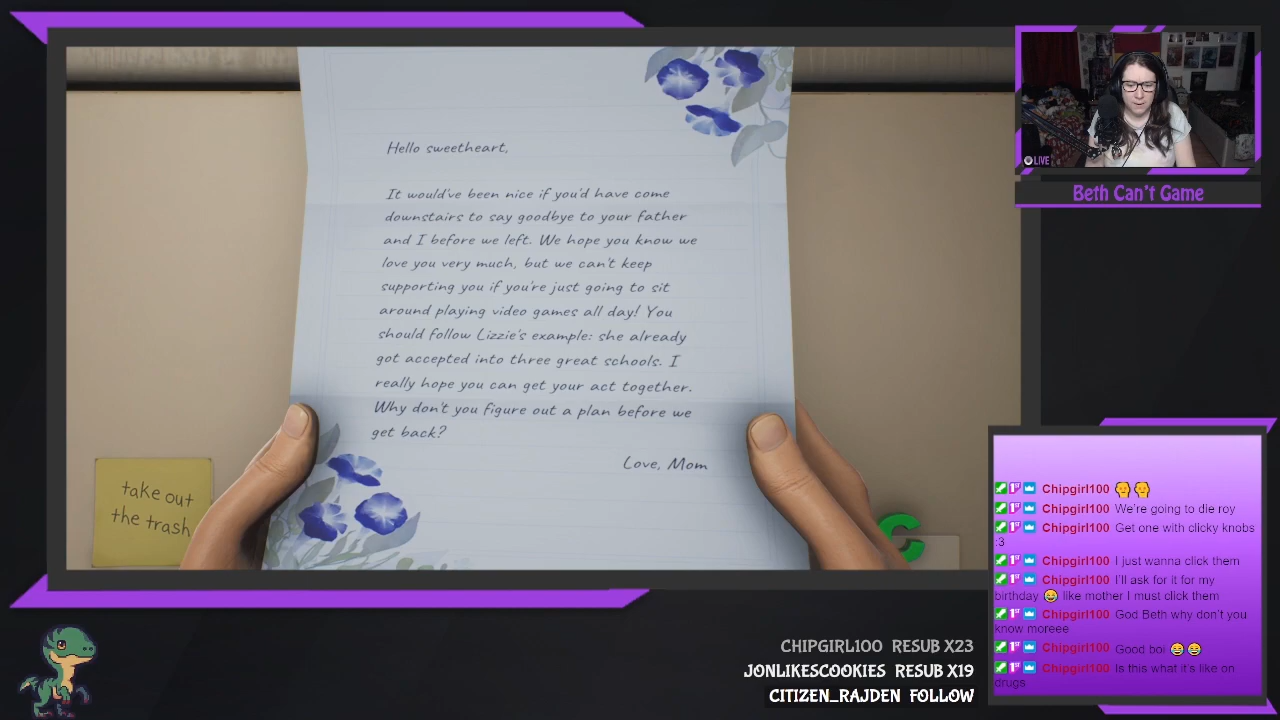 Hello sweetheart,
It would've been nice if you'd have come
downstairs to say goodbye to your father
and I before we left. We hope you know we
love you very much, but we can't keep
supporting you if you're just going to sit
around playing video games all day! You
should follow Lizzie's example: she already
got accepted into three great schools. I
really hope you can get your act together.
Why don't you figure out a plan before we
get back?
Love, Mom
take out
the trash
LIVE
Beth Can't Game
Chipgirl100
Chipgirl100 We're going to die roy
Chipgirl100 Get one with clicky knobs
:3
Chipgirl100 I just wanna click them
Chipgirl100 I'll ask for it for my
birthday 😂 like mother I must click them
Chipgirl100 God Beth why don't you
know moreee
Chipgirl100 Good boi 😂😂
Chipgirl100 Is this what it's like on
drugs
CHIPGIRL100 RESUB X23
JONLIKESCOOKIES RESUB X19
CITIZEN_RAJDEN FOLLOW